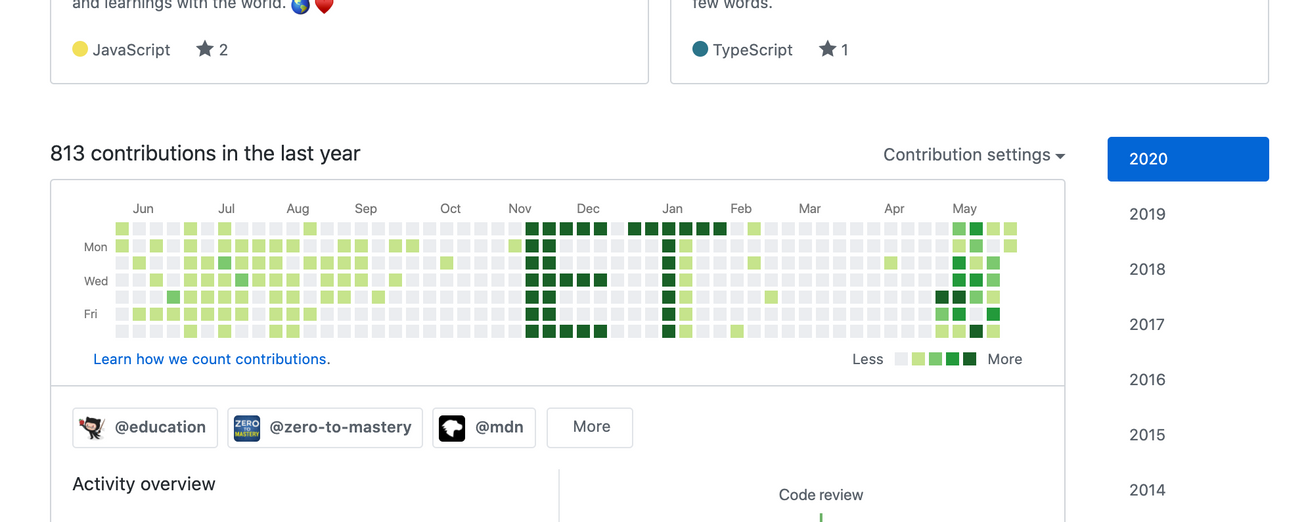 and learnings with the world. 🌎❤️
few words.
JavaScript 2
TypeScript 1
813 contributions in the last year
Contribution settings
2020
2019
2018
2017
2016
2015
2014
Jun Jul Aug Sep Oct Nov Dec Jan Feb Mar Apr May
Mon
Wed
Fri
E T
Learn how we count contributions.
Less More
@education
ZERO TO MASTERY
@zero-to-mastery
@mdn
More
Activity overview
Code review